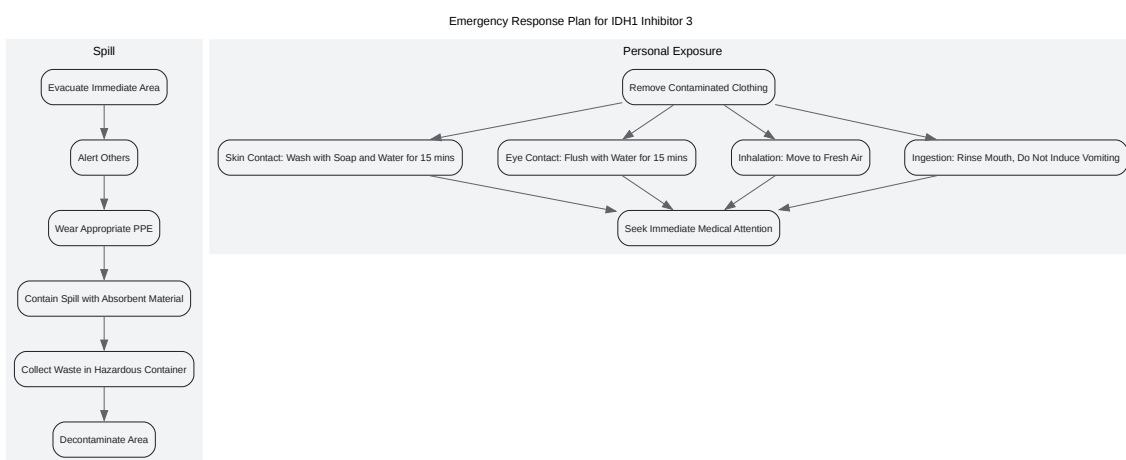 Emergency Response Plan for IDH1 Inhibitor 3
Spill
Evacuate Immediate Area
Alert Others
Wear Appropriate PPE
Contain Spill with Absorbent Material
Collect Waste in Hazardous Container
Decontaminate Area
Personal Exposure
Remove Contaminated Clothing
Skin Contact: Wash with Soap and Water for 15 mins
Eye Contact: Flush with Water for 15 mins
Inhalation: Move to Fresh Air
Ingestion: Rinse Mouth, Do Not Induce Vomiting
Seek Immediate Medical Attention